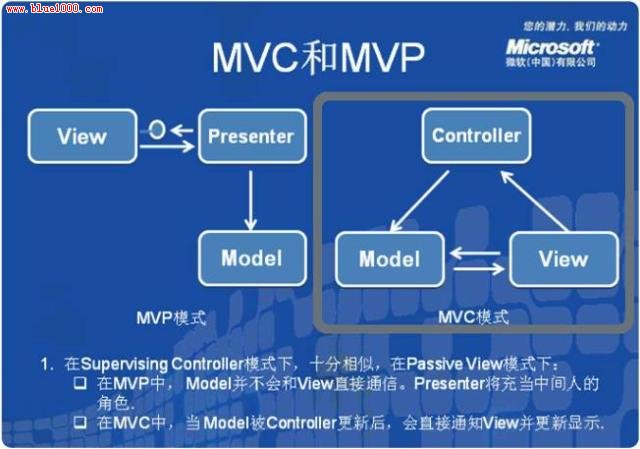 www.blue1000.com
您的潜力，我们的动力
Microsoft
微软(中国)有限公司
MVC和MVP
View
Presenter
Model
MVP模式
Controller
Model
View
MVC模式
1. 在Supervising Controller模式下，十分相似，在Passive View模式下：
在MVP中， Model并不会和View直接通信。Presenter将充当中间人的
角色.
在MVC中，当Model被Controller更新后，会直接通知View并更新显示.